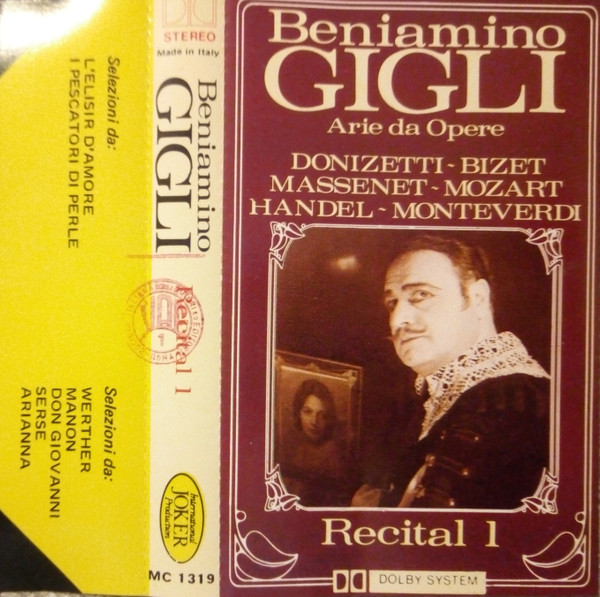 Selezioni da:
L'ELISIR D'AMORE
I PESCATORI DI PERLE
Selezioni da:
WERTHER
MANON
DON GIOVANNI
SERSE
ARIANNA
STEREO
Made in Italy
Beniamino
GIGLI
Recital 1
1
International
JOKER
Production
MC 1319
Beniamino
GIGLI
Arie da Opere
DONIZETTI ~ BIZET
MASSENET ~ MOZART
HANDEL ~ MONTEVERDI
Recital 1
DOLBY SYSTEM